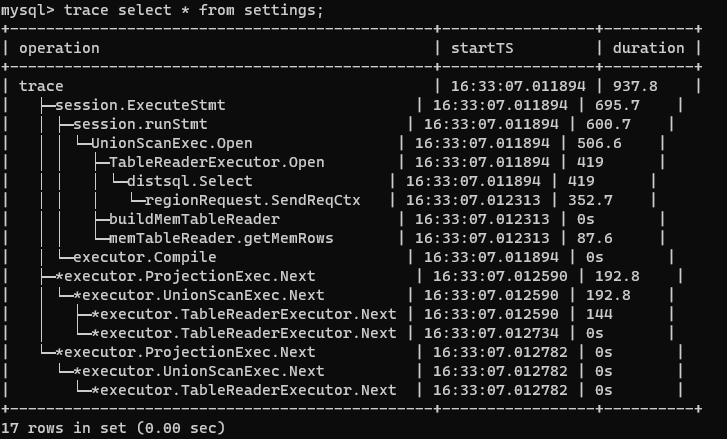 mysql> trace select * from settings;
+-----------------------------------------------+-----------------+----------+
| operation                                     | startTS         | duration |
+-----------------------------------------------+-----------------+----------+
| trace                                         | 16:33:07.011894 | 937.8    |
|   ├─session.ExecuteStmt                     | 16:33:07.011894 | 695.7    |
|   │ ├─session.runStmt                      | 16:33:07.011894 | 600.7    |
|   │ │ └─UnionScanExec.Open                | 16:33:07.011894 | 506.6    |
|   │ │   ├─TableReaderExecutor.Open        | 16:33:07.011894 | 419      |
|   │ │   │ └─distsql.Select               | 16:33:07.011894 | 419      |
|   │ │   │   └─regionRequest.SendReqCtx   | 16:33:07.012313 | 352.7    |
|   │ │   ├─buildMemTableReader             | 16:33:07.012313 | 0s       |
|   │ │   └─memTableReader.getMemRows       | 16:33:07.012313 | 87.6     |
|   │ └─executor.Compile                     | 16:33:07.011894 | 0s       |
|   ├─*executor.ProjectionExec.Next           | 16:33:07.012590 | 192.8    |
|   │ └─*executor.UnionScanExec.Next         | 16:33:07.012590 | 192.8    |
|   │   ├─*executor.TableReaderExecutor.Next | 16:33:07.012590 | 144      |
|   │   └─*executor.TableReaderExecutor.Next | 16:33:07.012734 | 0s       |
|   └─*executor.ProjectionExec.Next           | 16:33:07.012782 | 0s       |
|     └─*executor.UnionScanExec.Next          | 16:33:07.012782 | 0s       |
|       └─*executor.TableReaderExecutor.Next  | 16:33:07.012782 | 0s       |
+-----------------------------------------------+-----------------+----------+
17 rows in set (0.00 sec)